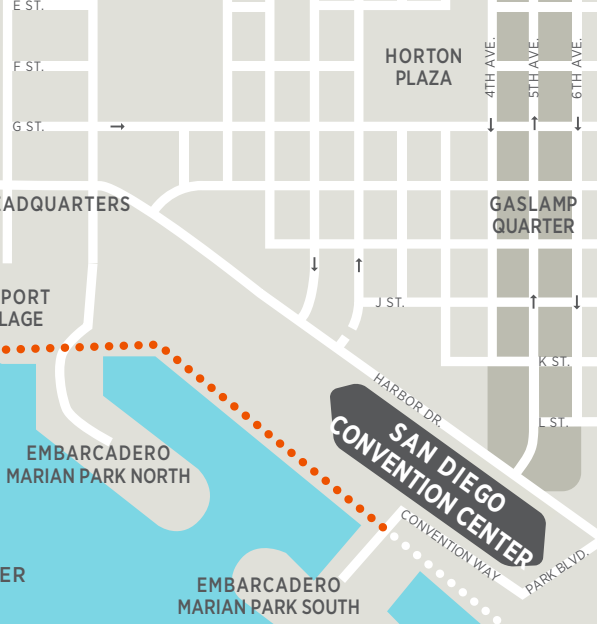 E ST.
F ST.
HORTON
PLAZA
4TH AVE.
5TH AVE.
6TH AVE.
G ST.
ADQUARTERS
GASLAMP
QUARTER
PORT
LAGE
J ST.
K ST.
HARBOR DR.
L ST.
SAN DIEGO
CONVENTION CENTER
EMBARCADERO
MARIAN PARK NORTH
CONVENTION WAY
PARK BLVD.
ER
EMBARCADERO
MARIAN PARK SOUTH